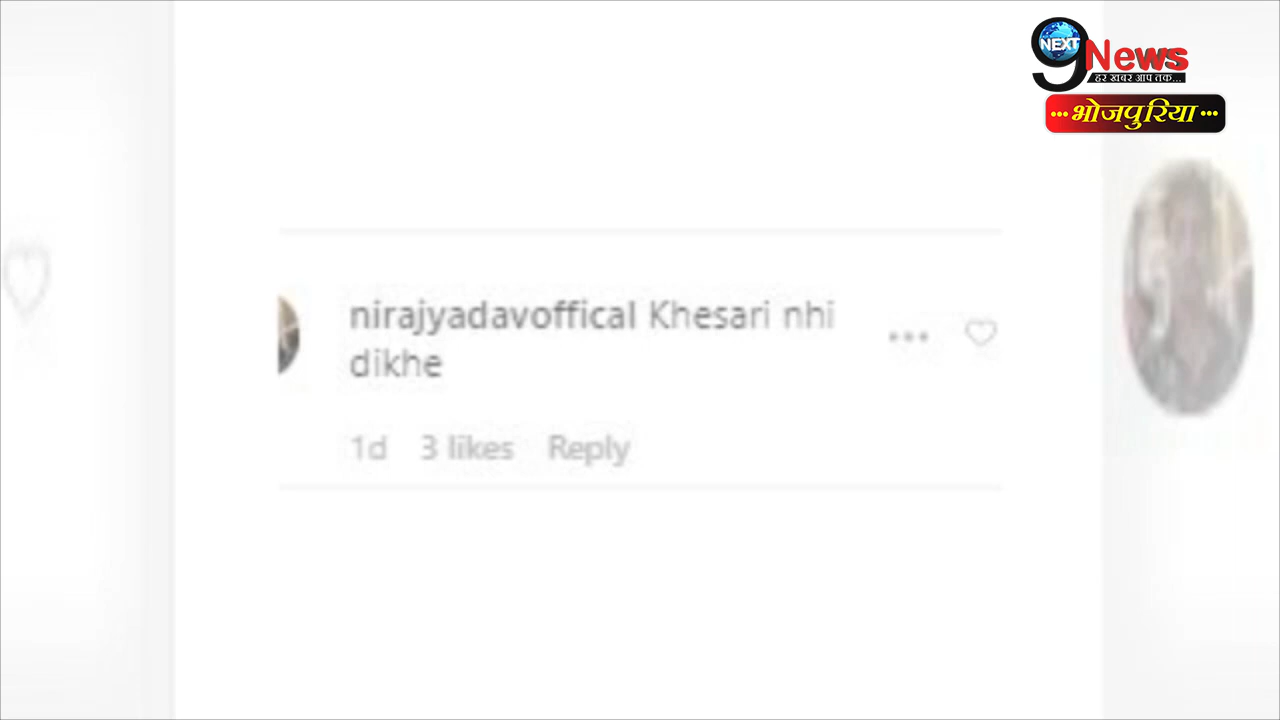 NEXT
9News
हर खबर आप तक...
...भोजपुरिया...
nirajyadavoffical Khesari nhi
dikhe
1d 3 likes Reply